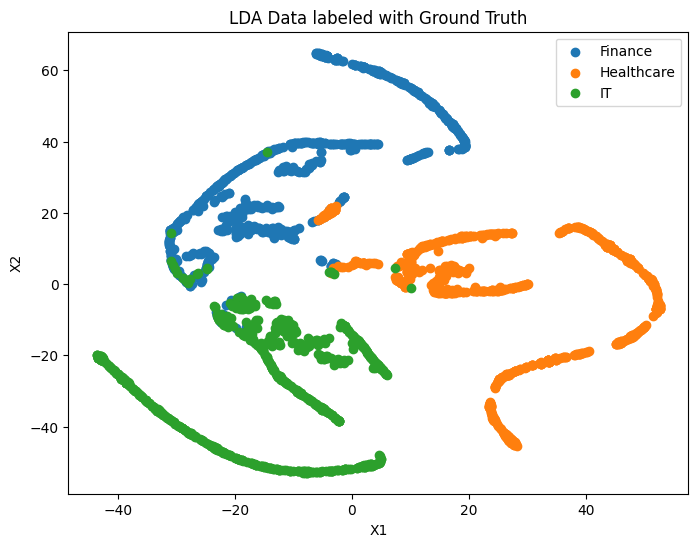 LDA Data labeled with Ground Truth
Finance
Healthcare
IT
60
40
20
0
−20
−40
X2
−40
−20
0
20
40
X1